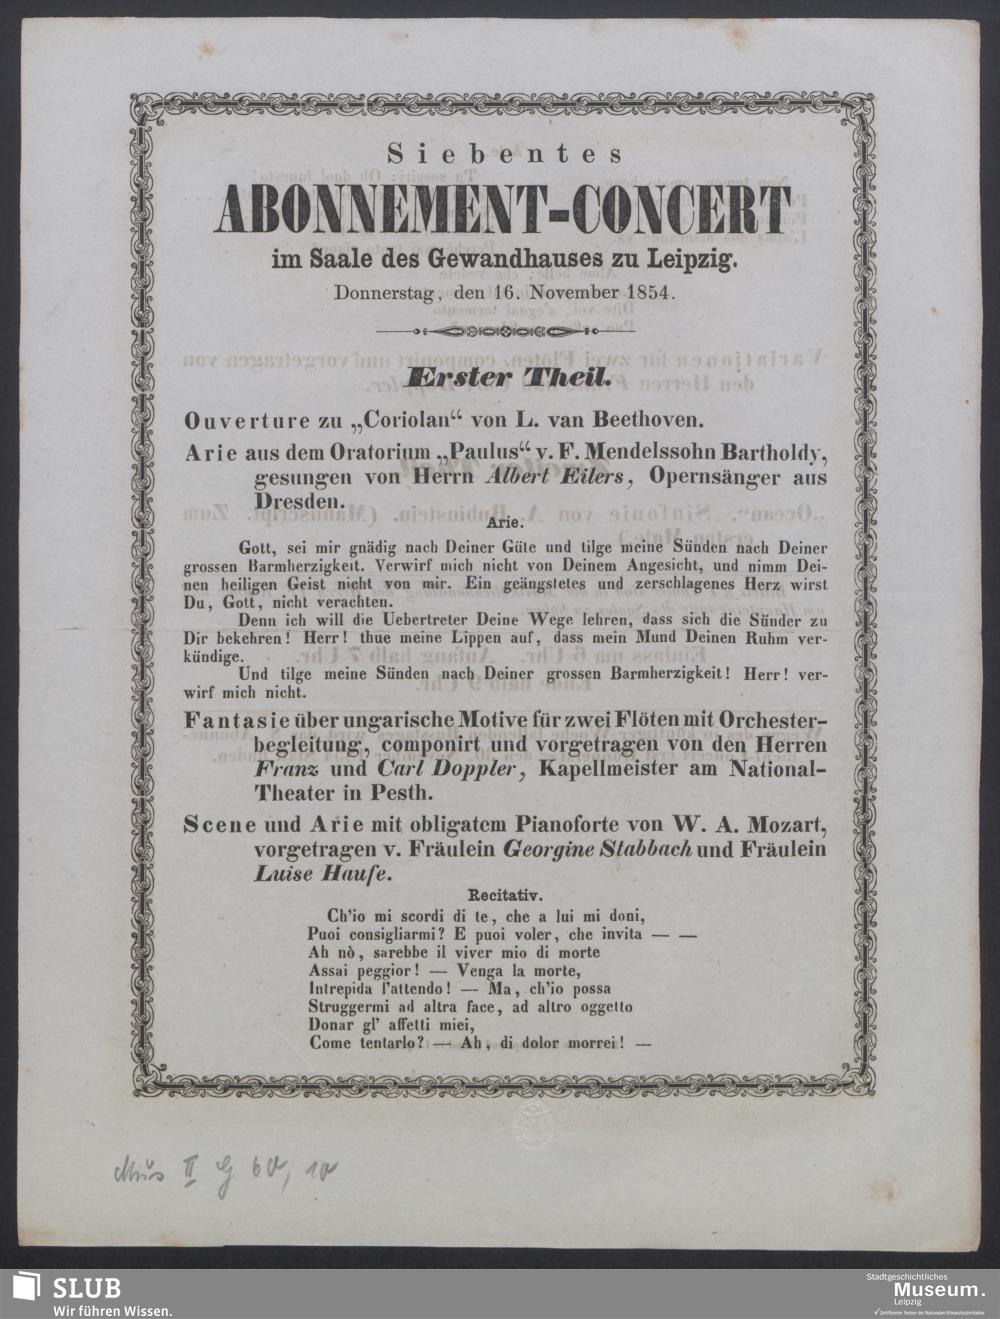 Siebentes
ABONNEMENT-CONCERT
im Saale des Gewandhauses zu Leipzig.
Donnerstag, den 16. November 1854.
Erster Theil.
Ouverture zu „Coriolan“ von L. van Beethoven.
Arie aus dem Oratorium „Paulus“ v. F. Mendelssohn Bartholdy,
gesungen von Herrn Albert Eilers, Opernsänger aus
Dresden.
Arie.
Gott, sei mir gnädig nach Deiner Güte und tilge meine Sünden nach Deiner
grossen Barmherzigkeit. Verwirf mich nicht von Deinem Angesicht, und nimm Dei-
nen heiligen Geist nicht von mir. Ein geängstetes und zerschlagenes Herz wirst
Du, Gott, nicht verachten.
Denn ich will die Uebertreter Deine Wege lehren, dass sich die Sünder zu
Dir bekehren! Herr! thue meine Lippen auf, dass mein Mund Deinen Ruhm ver-
kündige.
Und tilge meine Sünden nach Deiner grossen Barmherzigkeit! Herr! ver-
wirf mich nicht.
Fantasie über ungarische Motive für zwei Flöten mit Orchester-
begleitung, componirt und vorgetragen von den Herren
Franz und Carl Doppler, Kapellmeister am National-
Theater in Pesth.
Scene und Arie mit obligatem Pianoforte von W. A. Mozart,
vorgetragen v. Fräulein Georgine Stabbach und Fräulein
Luise Haufe.
Recitativ.
Ch'io mi scordi di te, che a lui mi doni,
Puoi consigliarmi? E puoi voler, che invita — —
Ah nò, sarebbe il viver mio di morte
Assai peggior! — Venga la morte,
Intrepida l'attendo! — Ma, ch'io possa
Struggermi ad altra face, ad altro oggetto
Donar gl' affetti miei,
Come tentarlo? — Ah, di dolor morrei! —
Mus II
SLUB
Wir führen Wissen.
Stadtgeschichtliches
Museum.
Leipzig
✓ Zertifizierter Partner der Nationalen Klimaschutzinitiative